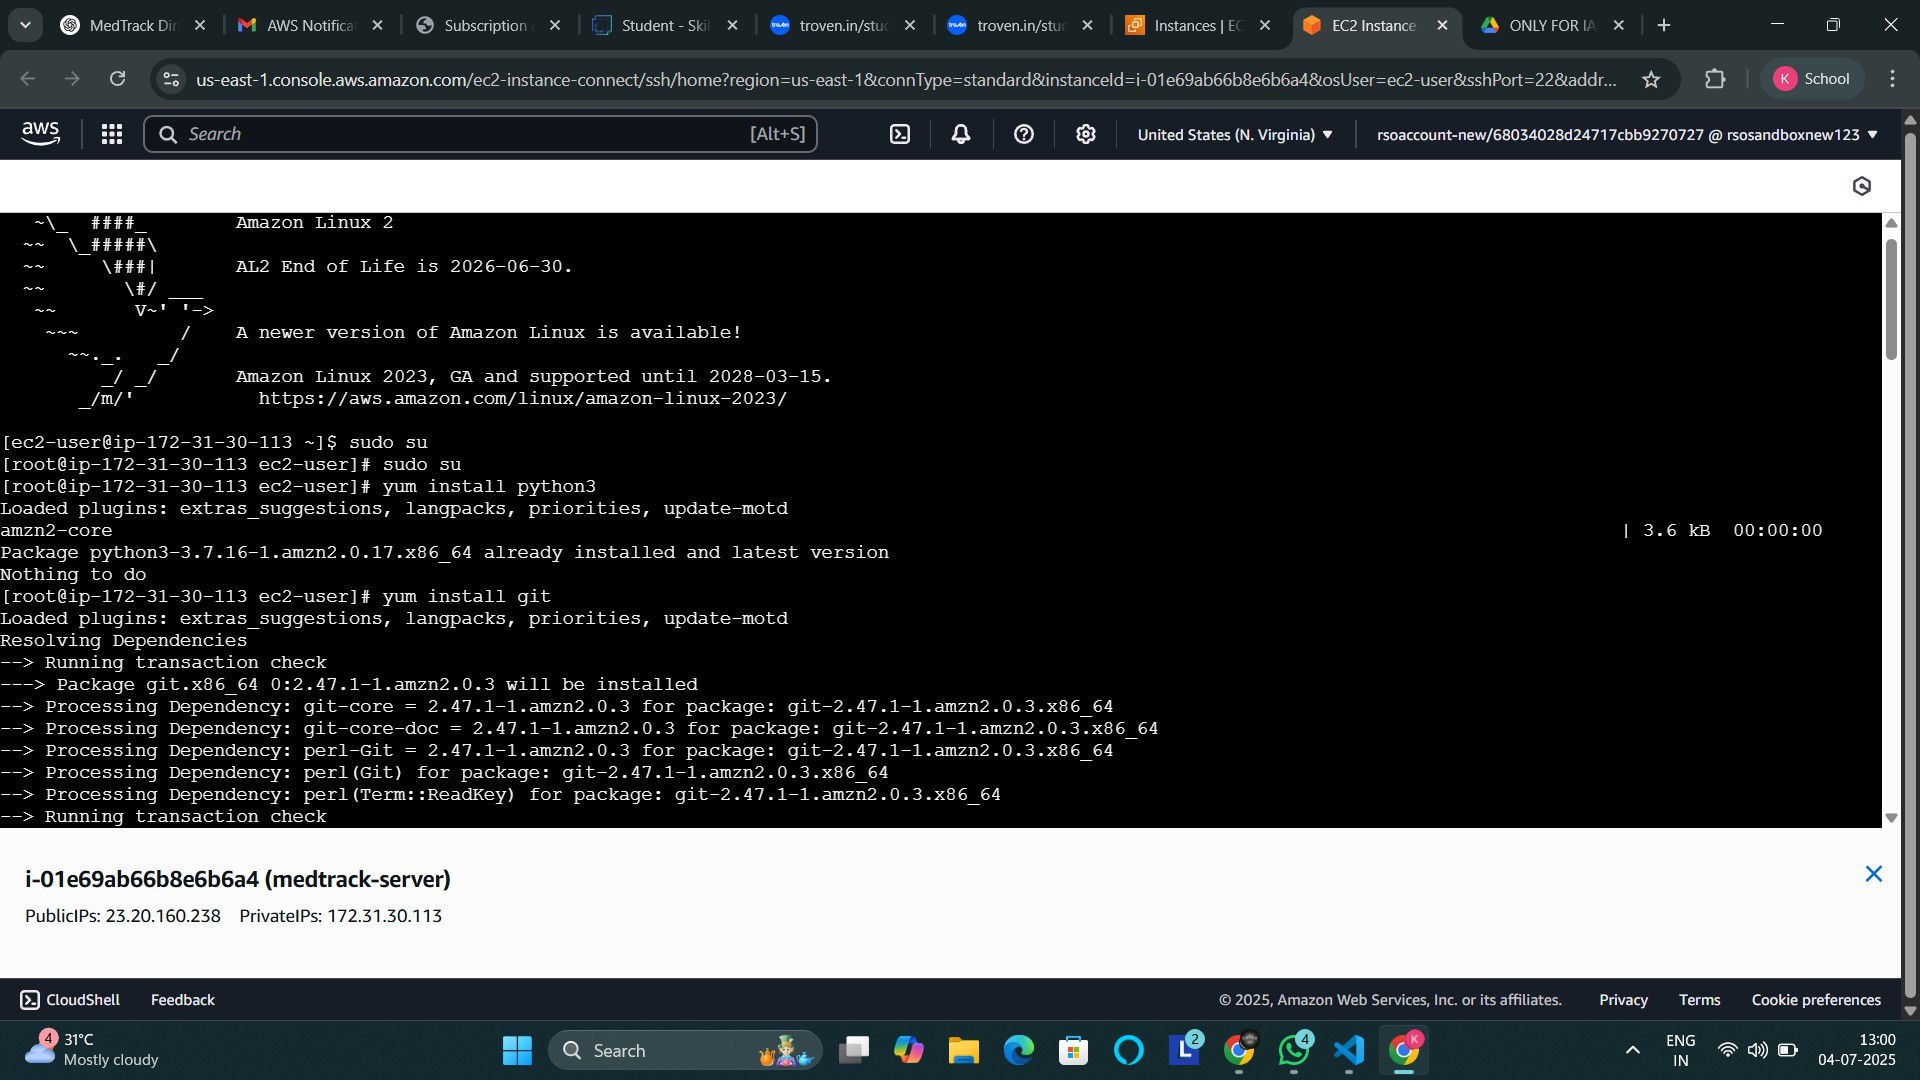 MedTrack Dir
AWS Notifica
Subscription
Student - Skil
troven.in/stu
troven.in/stu
Instances | EC
EC2 Instance
ONLY FOR IA
us-east-1.console.aws.amazon.com/ec2-instance-connect/ssh/home?region=us-east-1&connType=standard&instanceId=i-01e69ab66b8e6b6a4&osUser=ec2-user&sshPort=22&addr...
K School
aws
Search [Alt+S]
United States (N. Virginia)
rsoaccount-new/68034028d24717cbb9270727 @ rsosandboxnew123
~\_  ####_        Amazon Linux 2
~~  \_#####\
~~     \###|       AL2 End of Life is 2026-06-30.
~~       \#/ ___
~~       V~' '->
~~~         /    A newer version of Amazon Linux is available!
~~._.   _/
_/ _/       Amazon Linux 2023, GA and supported until 2028-03-15.
_/m/'           https://aws.amazon.com/linux/amazon-linux-2023/
[ec2-user@ip-172-31-30-113 ~]$ sudo su
[root@ip-172-31-30-113 ec2-user]# sudo su
[root@ip-172-31-30-113 ec2-user]# yum install python3
Loaded plugins: extras_suggestions, langpacks, priorities, update-motd
amzn2-core | 3.6 kB  00:00:00
Package python3-3.7.16-1.amzn2.0.17.x86_64 already installed and latest version
Nothing to do
[root@ip-172-31-30-113 ec2-user]# yum install git
Loaded plugins: extras_suggestions, langpacks, priorities, update-motd
Resolving Dependencies
--> Running transaction check
---> Package git.x86_64 0:2.47.1-1.amzn2.0.3 will be installed
--> Processing Dependency: git-core = 2.47.1-1.amzn2.0.3 for package: git-2.47.1-1.amzn2.0.3.x86_64
--> Processing Dependency: git-core-doc = 2.47.1-1.amzn2.0.3 for package: git-2.47.1-1.amzn2.0.3.x86_64
--> Processing Dependency: perl-Git = 2.47.1-1.amzn2.0.3 for package: git-2.47.1-1.amzn2.0.3.x86_64
--> Processing Dependency: perl(Git) for package: git-2.47.1-1.amzn2.0.3.x86_64
--> Processing Dependency: perl(Term::ReadKey) for package: git-2.47.1-1.amzn2.0.3.x86_64
--> Running transaction check
i-01e69ab66b8e6b6a4 (medtrack-server)
PublicIPs: 23.20.160.238 PrivateIPs: 172.31.30.113
CloudShell Feedback © 2025, Amazon Web Services, Inc. or its affiliates. Privacy Terms Cookie preferences
4 31°C
Mostly cloudy
Search
L 2
4
K
ENG
IN
13:00
04-07-2025